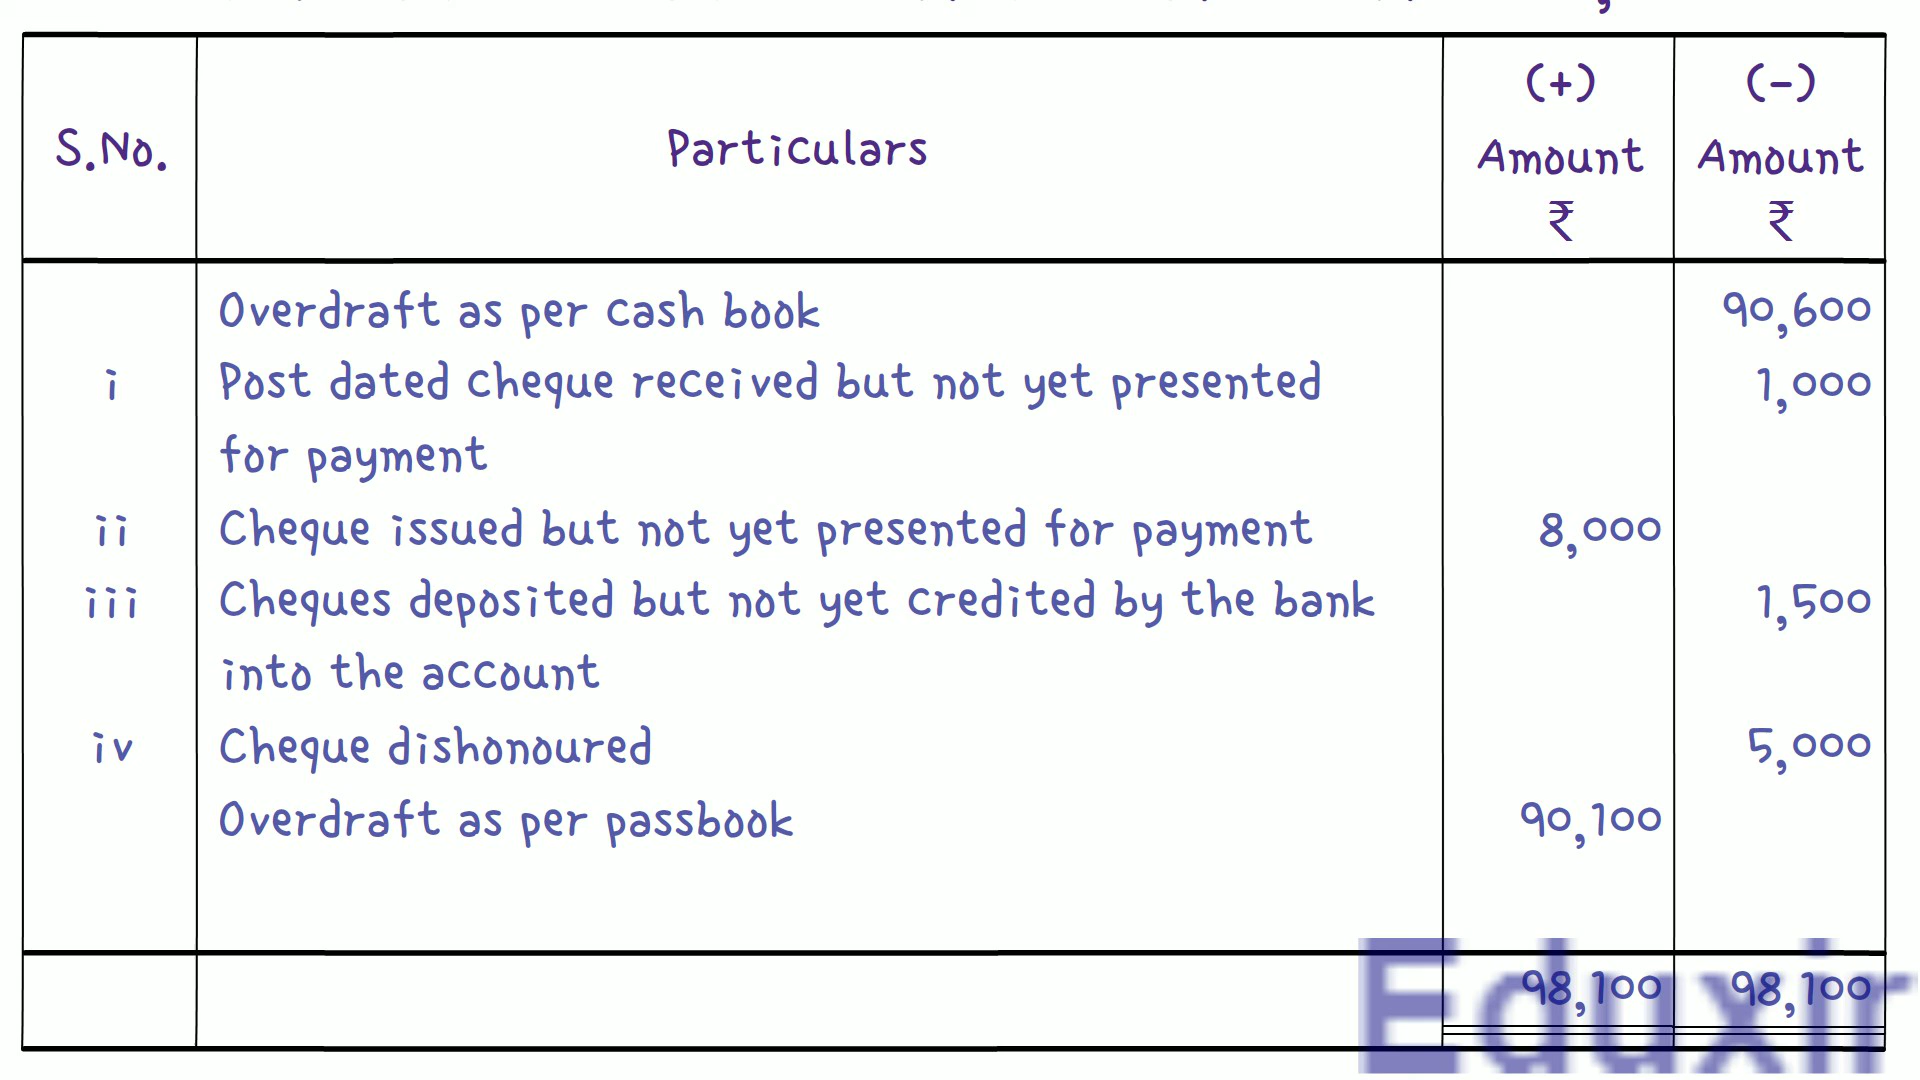 S.No.
Particulars
(+)
Amount
₹
(-)
Amount
₹
Overdraft as per cash book 90,600
i Post dated cheque received but not yet presented 1,000
for payment
ii Cheque issued but not yet presented for payment 8,000
iii Cheques deposited but not yet credited by the bank 1,500
into the account
iv Cheque dishonoured 5,000
Overdraft as per passbook 90,100
98,100 98,100